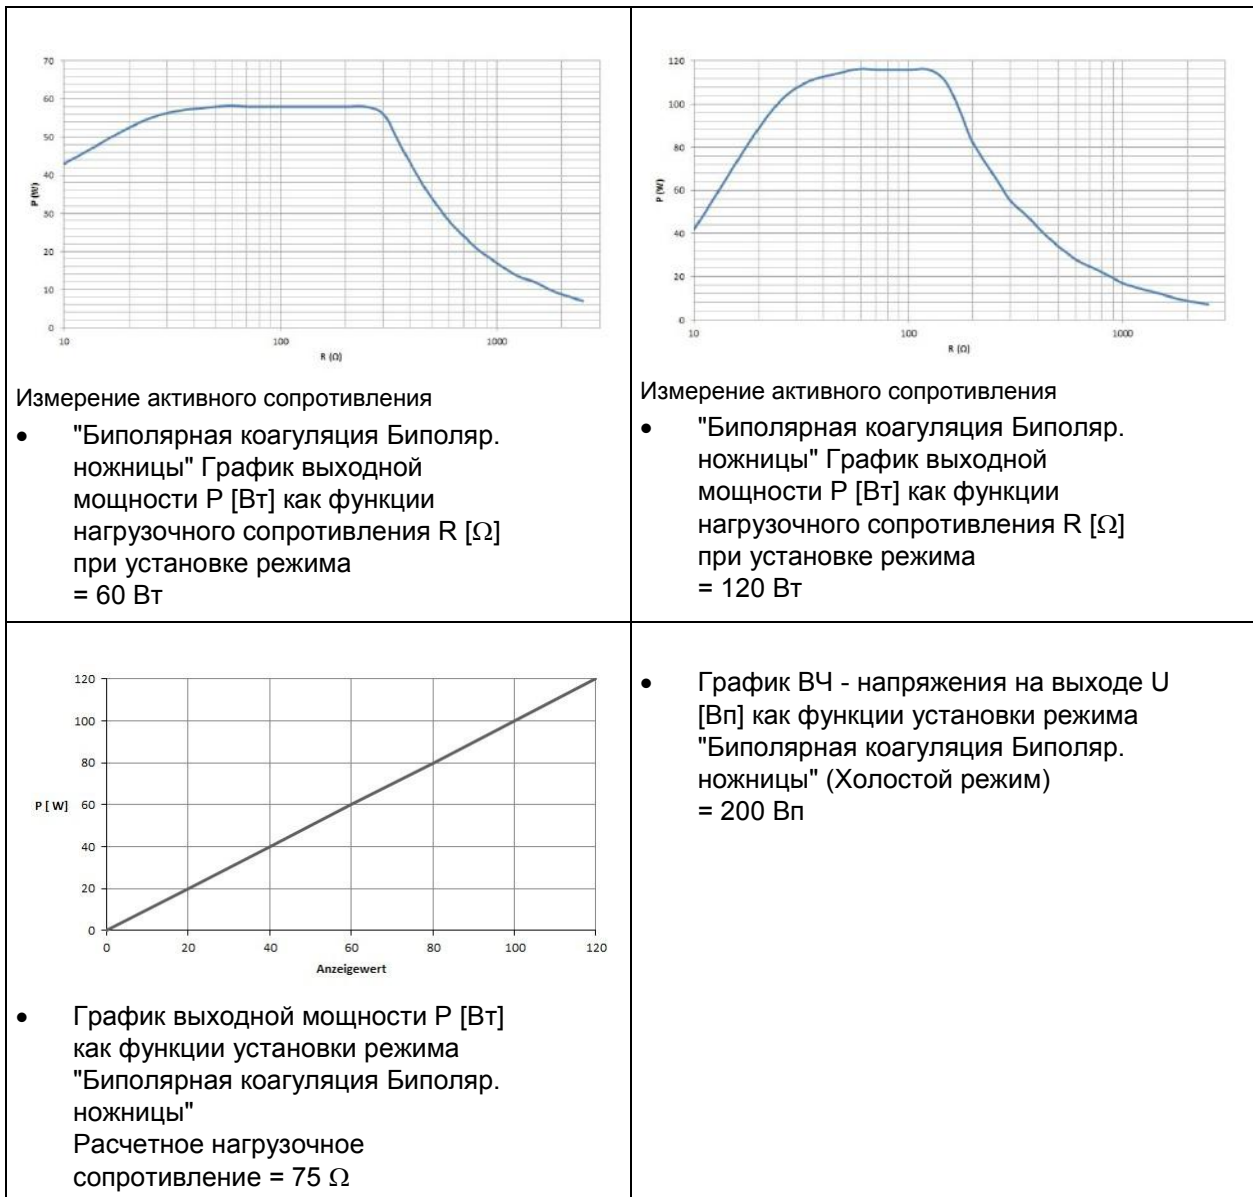 70
60
50
40
30
20
10
0
P (W)
10
100
1000
R (Ω)
Измерение активного сопротивления
• "Биполярная коагуляция Биполяр.
ножницы" График выходной
мощности P [Вт] как функции
нагрузочного сопротивления R [Ω]
при установке режима
= 60 Вт
120
100
80
60
40
20
0
P (W)
10
100
1000
R (Ω)
Измерение активного сопротивления
• "Биполярная коагуляция Биполяр.
ножницы" График выходной
мощности P [Вт] как функции
нагрузочного сопротивления R [Ω]
при установке режима
= 120 Вт
120
100
80
P [ W] 60
40
20
0
0 20 40 60 80 100 120
Anzeigewert
• График выходной мощности P [Вт]
как функции установки режима
"Биполярная коагуляция Биполяр.
ножницы"
Расчетное нагрузочное
сопротивление = 75 Ω
• График ВЧ - напряжения на выходе U
[Вп] как функции установки режима
"Биполярная коагуляция Биполяр.
ножницы" (Холостой режим)
= 200 Вп